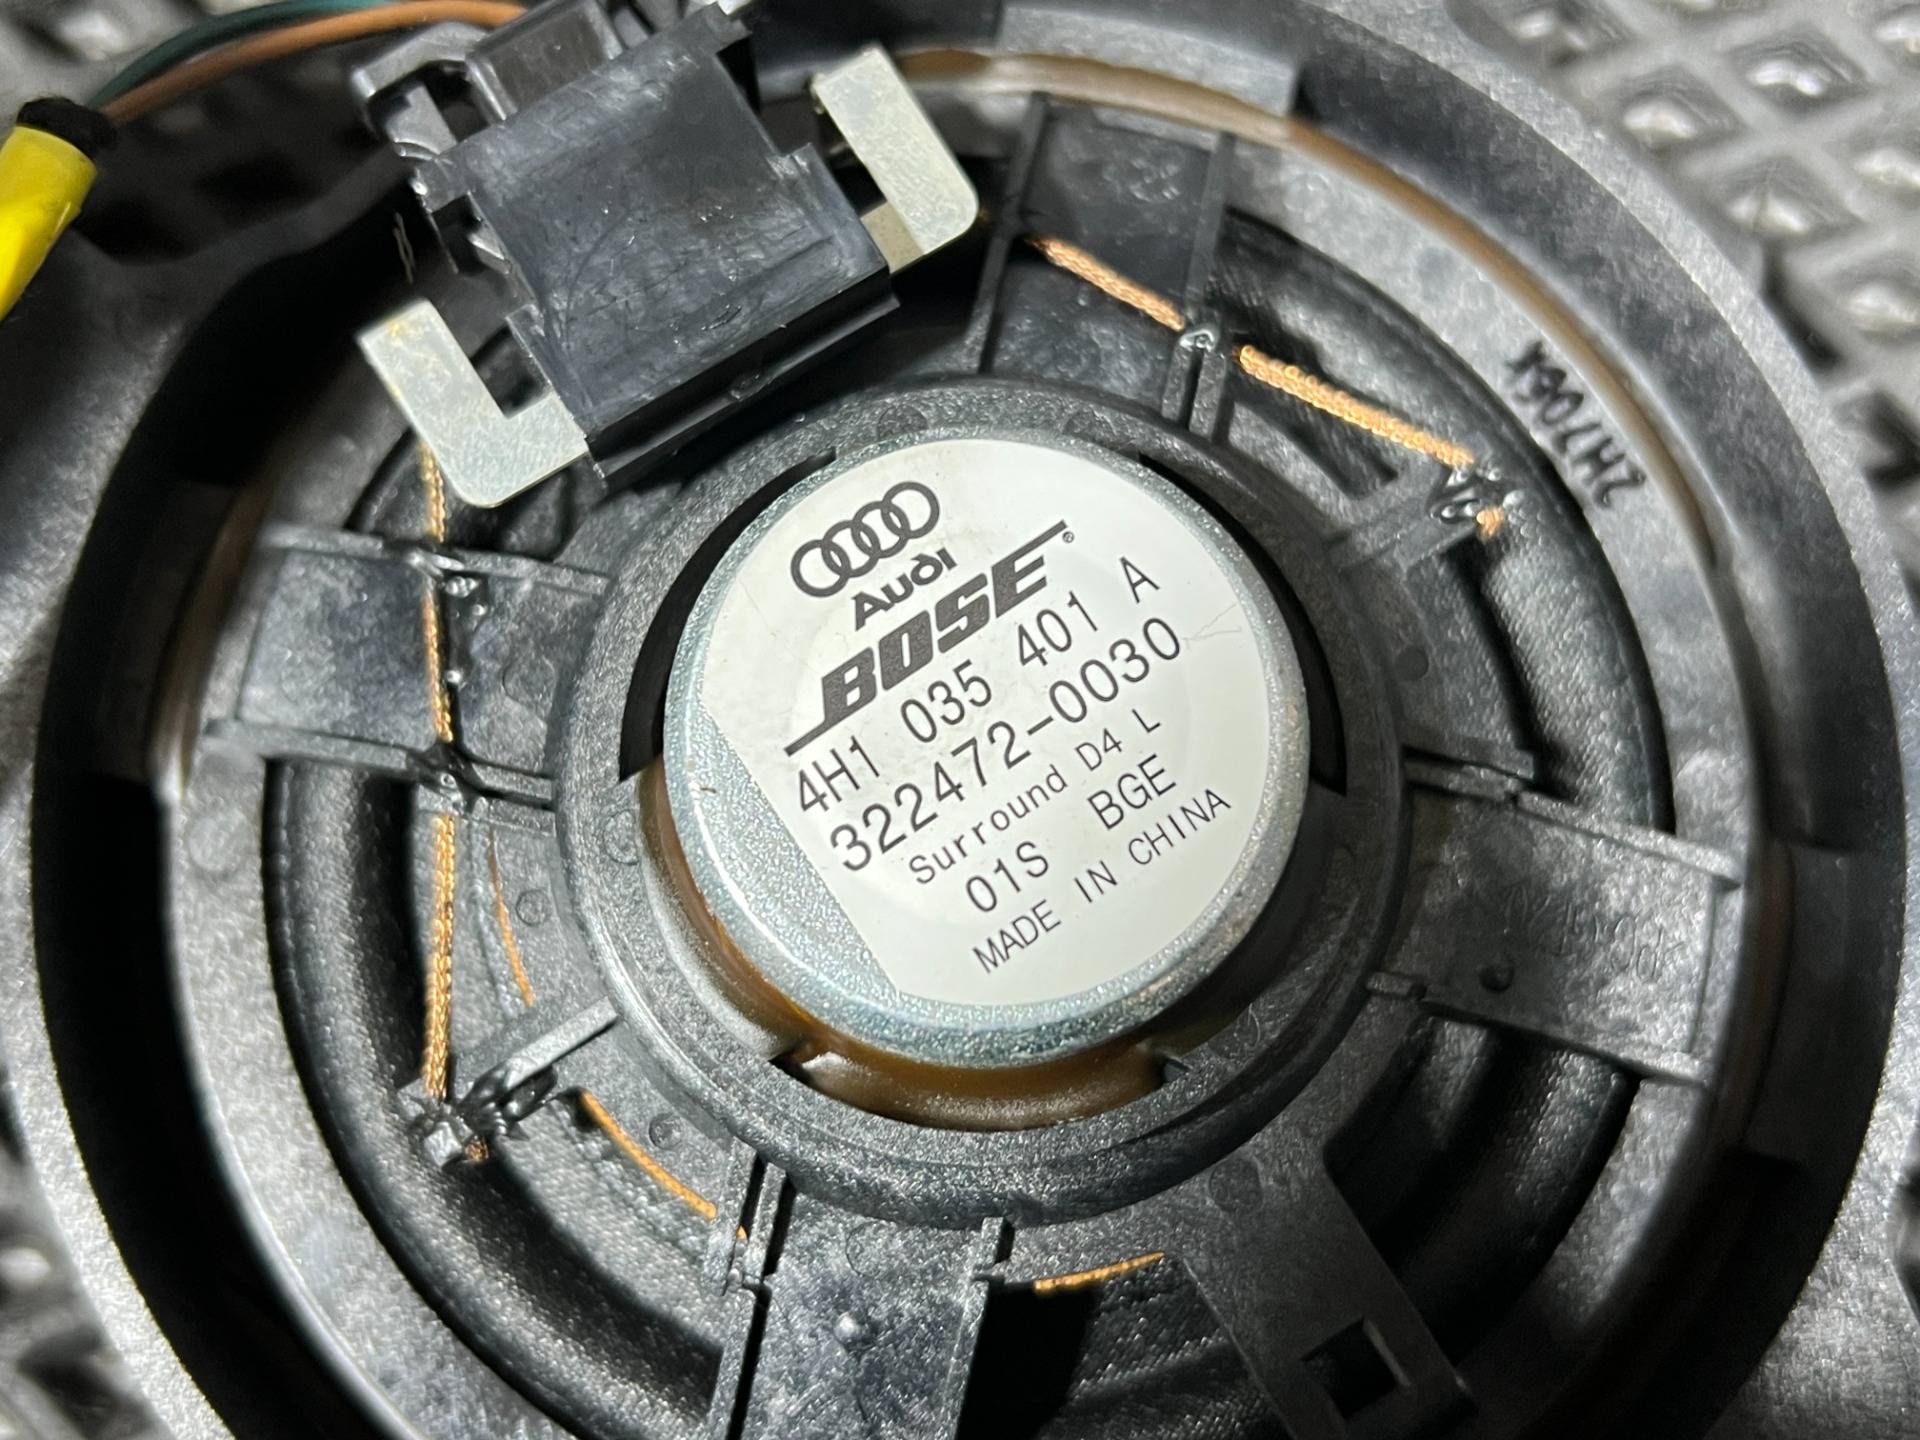 Audi
BOSE®
4H1 035 401 A
322472-0030
Surround D4 L
01S BGE
MADE IN CHINA